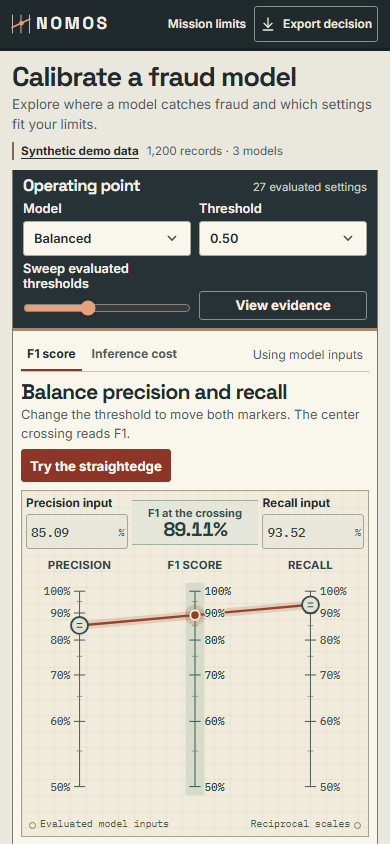 NOMOS
Mission limits
Export decision
Calibrate a fraud model
Explore where a model catches fraud and which settings
fit your limits.
Synthetic demo data 1,200 records · 3 models
Operating point 27 evaluated settings
Model Threshold
Balanced 0.50
Sweep evaluated
thresholds
View evidence
F1 score Inference cost Using model inputs
Balance precision and recall
Change the threshold to move both markers. The center
crossing reads F1.
Try the straightedge
Precision input F1 at the crossing Recall input
85.09 % 89.11% 93.52 %
PRECISION F1 SCORE RECALL
100% 100% 100%
90% 90% 90%
80% 80% 80%
70% 70% 70%
60% 60% 60%
50% 50% 50%
Evaluated model inputs Reciprocal scales